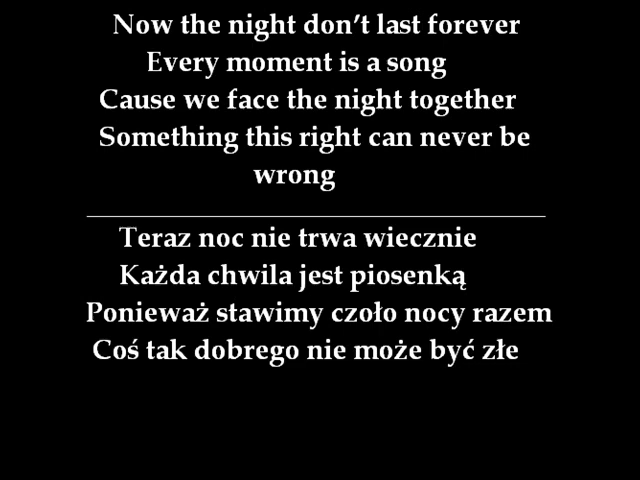 Now the night don't last forever
Every moment is a song
Cause we face the night together
Something this right can never be
wrong
Teraz noc nie trwa wiecznie
Każda chwila jest piosenką
Ponieważ stawimy czoło nocy razem
Coś tak dobrego nie może być złe